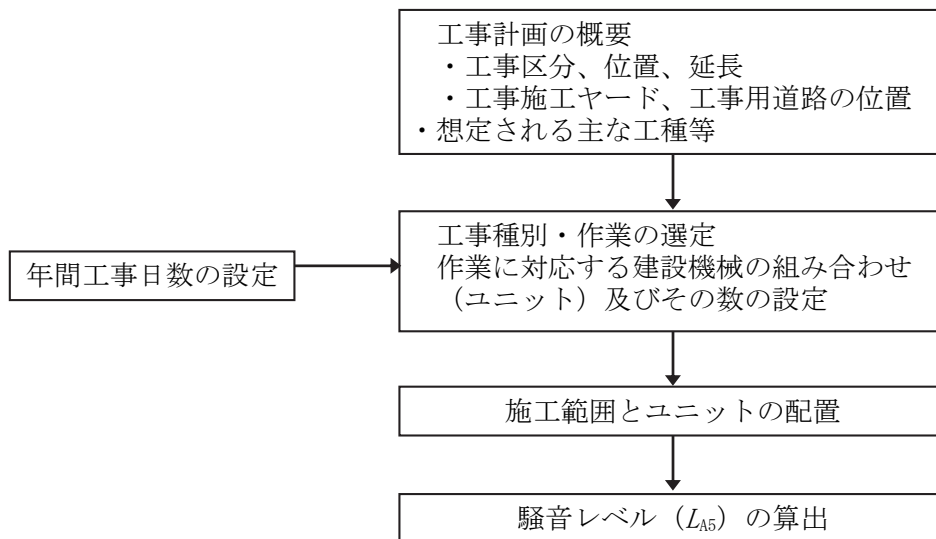 工事計画の概要
・工事区分、位置、延長
・工事施工ヤード、工事用道路の位置
・想定される主な工種等
年間工事日数の設定
工事種別・作業の選定
作業に対応する建設機械の組み合わせ
（ユニット）及びその数の設定
施工範囲とユニットの配置
騒音レベル（LA5）の算出